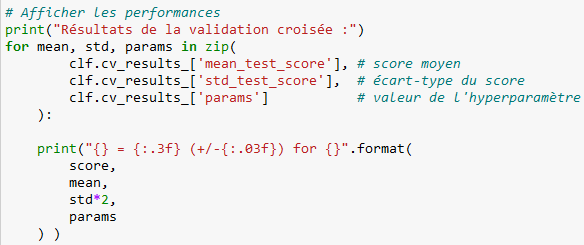 # Afficher les performances
print("Résultats de la validation croisée :")
for mean, std, params in zip(
        clf.cv_results_['mean_test_score'], # score moyen
        clf.cv_results_['std_test_score'],  # écart-type du score
        clf.cv_results_['params']           # valeur de l'hyperparamètre
    ):
    print("{} = {:.3f} (+/-{:.03f}) for {}".format(
        score,
        mean,
        std*2,
        params
    ) )